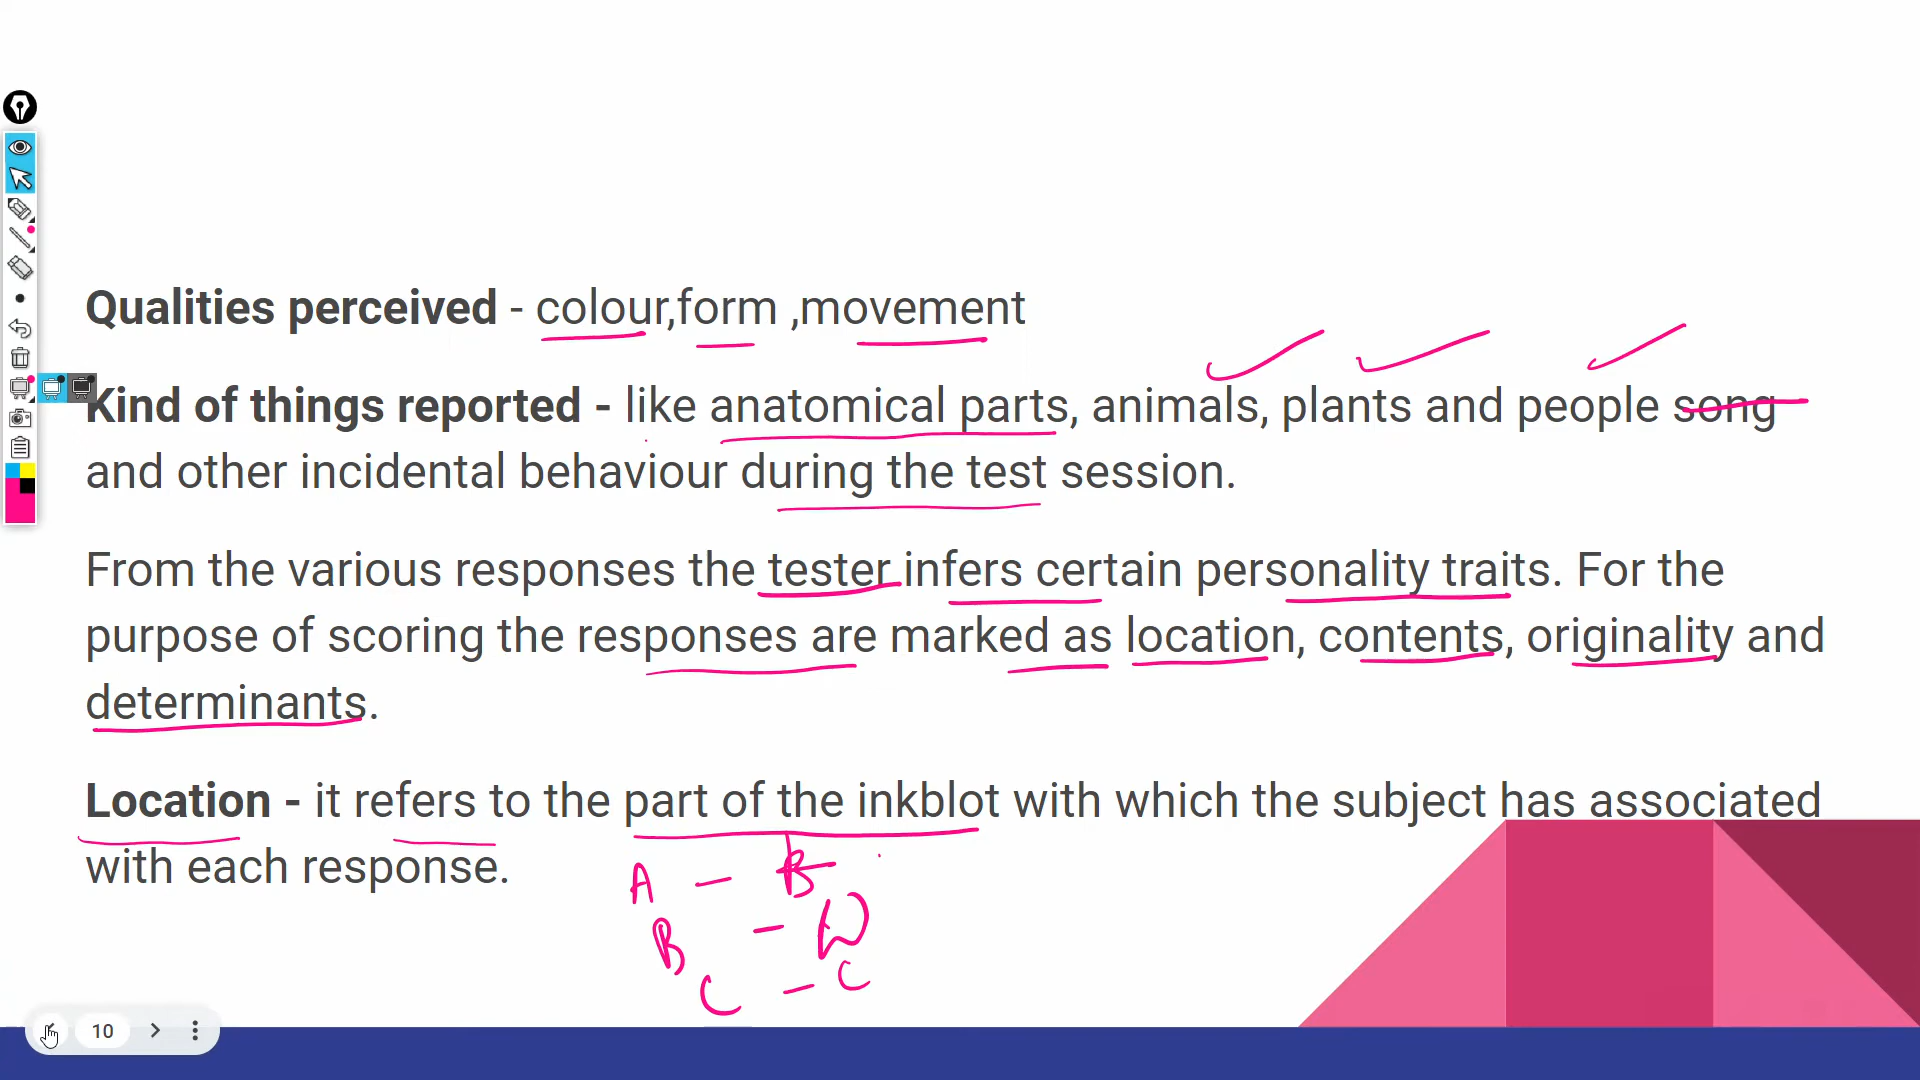 Qualities perceived - colour,form ,movement
Kind of things reported - like anatomical parts, animals, plants and people song
and other incidental behaviour during the test session.
From the various responses the tester infers certain personality traits. For the
purpose of scoring the responses are marked as location, contents, originality and
determinants.
Location - it refers to the part of the inkblot with which the subject has associated
with each response.
A - B
B - D
C - C
10